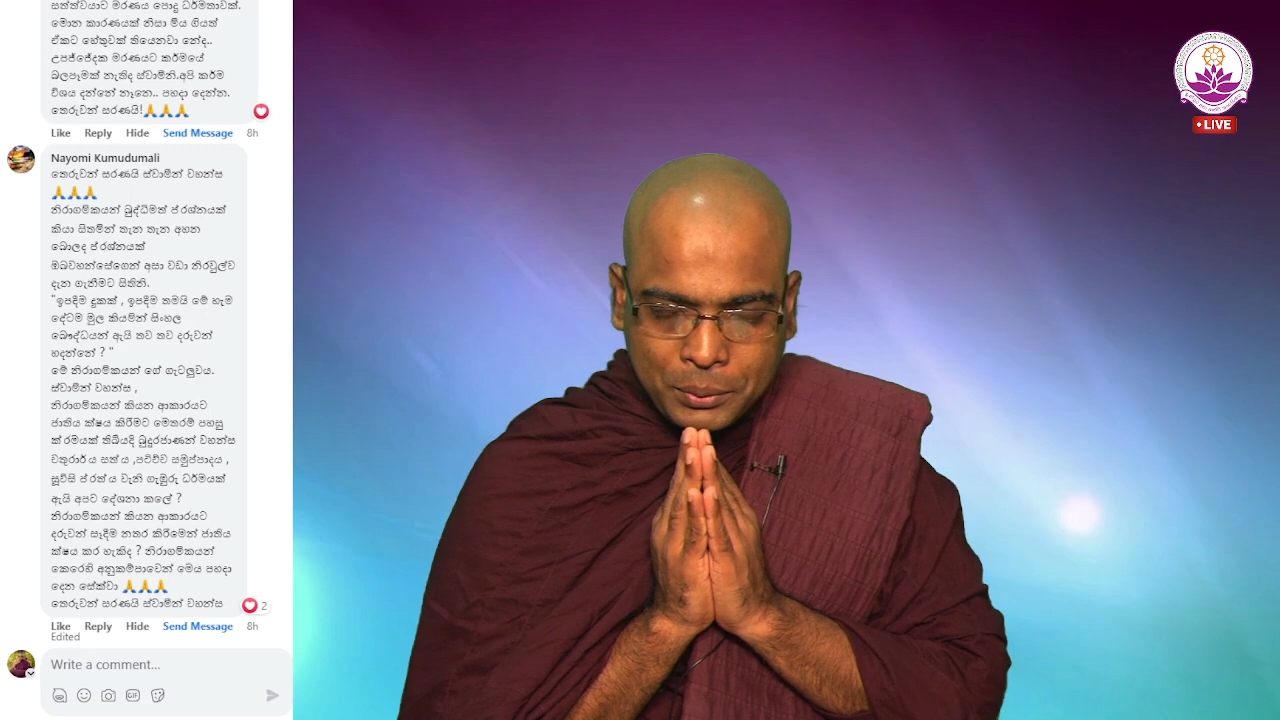 සත්ත්වයාට මරණය පොදු ධර්මතාවක්.
මොන කාරණයක් නිසා මිය ගියත්
ඒකට හේතුවක් තියෙනවා නේද..
උපජ්ජේදක මරණයට කර්මයේ
බලපෑමක් නැතිද ස්වාමිනි.අපි කර්ම
විශය දන්නේ නෑනෙ.. පහදා දෙන්න.
තෙරුවන් සරණයි!🙏🙏🙏
Like Reply Hide Send Message 8h
Nayomi Kumudumali
තෙරුවන් සරණයි ස්වාමින් වහන්ස
🙏🙏🙏
නිරාගමිකයන් බුද්ධිමත් ප්රශ්නයක්
කියා සිතමින් තැන තැන අහන
බොලද ප්රශ්නයක්
ඔබවහන්සේගෙන් අසා වඩා නිරවුල්ව
දැන ගැනීමට සිතිනි.
"ඉපදීම දුකක් , ඉපදීම තමයි මේ හැම
දේටම මුල කියමින් සිංහල
බෞද්ධයන් ඇයි තව තව දරුවන්
හදන්නේ ? "
මේ නිරාගමිකයන් ගේ ගැටලුවය.
ස්වාමින් වහන්ස ,
නිරාගමිකයන් කියන ආකාරයට
ජාතිය ක්ෂය කිරීමට මෙතරම් පහසු
ක්රමයක් තිබියදි බුදුරජාණන් වහන්ස
චතුරාර්ය සත්ය ,පටිච්ච සමුප්පාදය ,
සූවිසි ප්රත්ය වැනි ගැඹුරු ධර්මයක්
ඇයි අපට දේශනා කලේ ?
නිරාගමිකයන් කියන ආකාරයට
දරුවන් සෑදීම නතර කිරීමෙන් ජාතිය
ක්ෂය කර හැකිද ? නිරාගමිකයන්
කෙරෙහි අනුකම්පාවෙන් මෙය පහදා
දෙන සේක්වා 🙏🙏🙏
තෙරුවන් සරණයි ස්වාමින් වහන්ස
2
Like Reply Hide Send Message 8h
Edited
Write a comment...
GIF
• LIVE